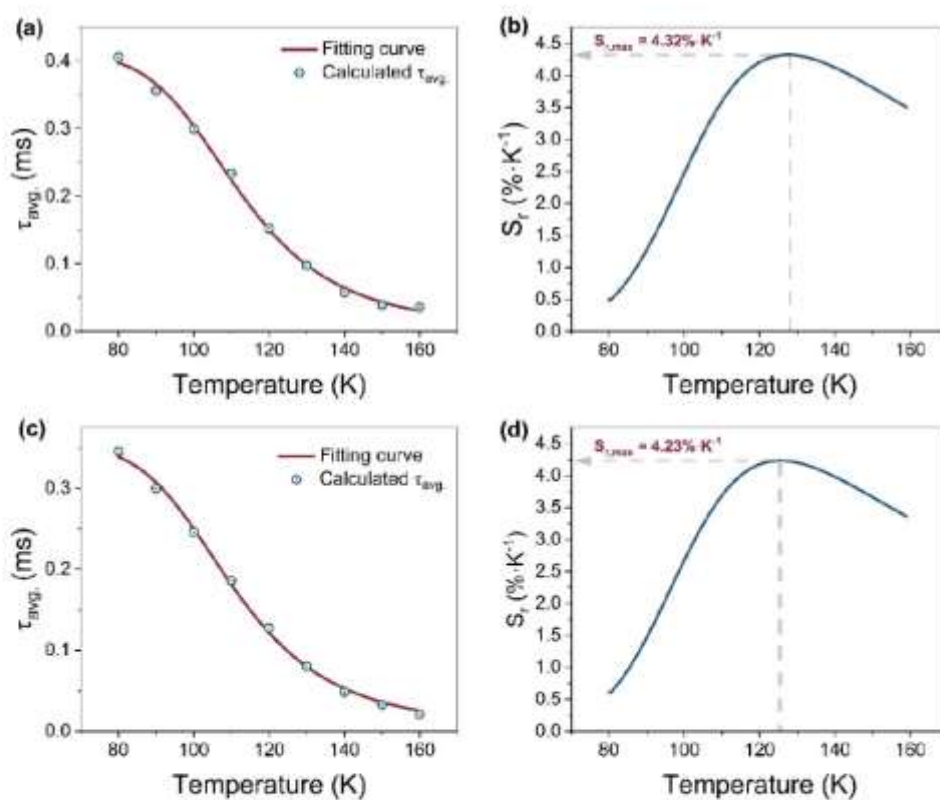 (a)
Fitting curve
Calculated τavg.
τavg. (ms)
0.4
0.3
0.2
0.1
0.0
80 100 120 140 160
Temperature (K)
(b)
Sr,max = 4.32% K-1
Sr (%·K-1)
4.5
4.0
3.5
3.0
2.5
2.0
1.5
1.0
0.5
0.0
80 100 120 140 160
Temperature (K)
(c)
Fitting curve
Calculated τavg.
τavg. (ms)
0.3
0.2
0.1
0.0
80 100 120 140 160
Temperature (K)
(d)
Sr,max = 4.23% K-1
Sr (%·K-1)
4.5
4.0
3.5
3.0
2.5
2.0
1.5
1.0
0.5
0.0
80 100 120 140 160
Temperature (K)